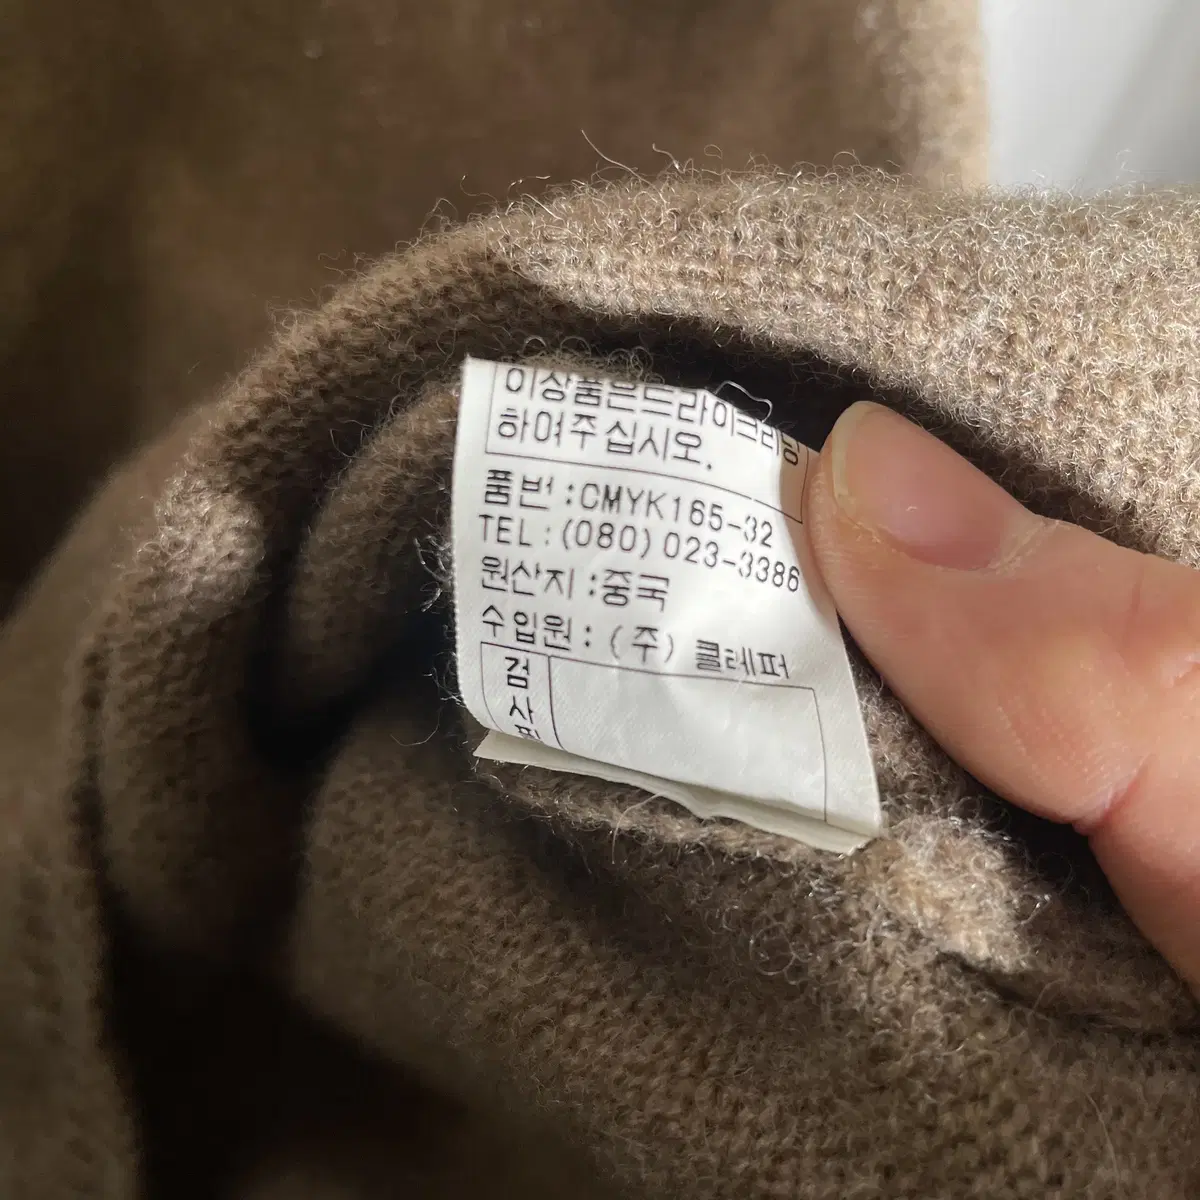 이상품은드라이크리닝
하여주십시오.
품번:CMYK165-32
TEL:(080)023-3386
원산지:중국
수입원:(주)클테퍼
검
사